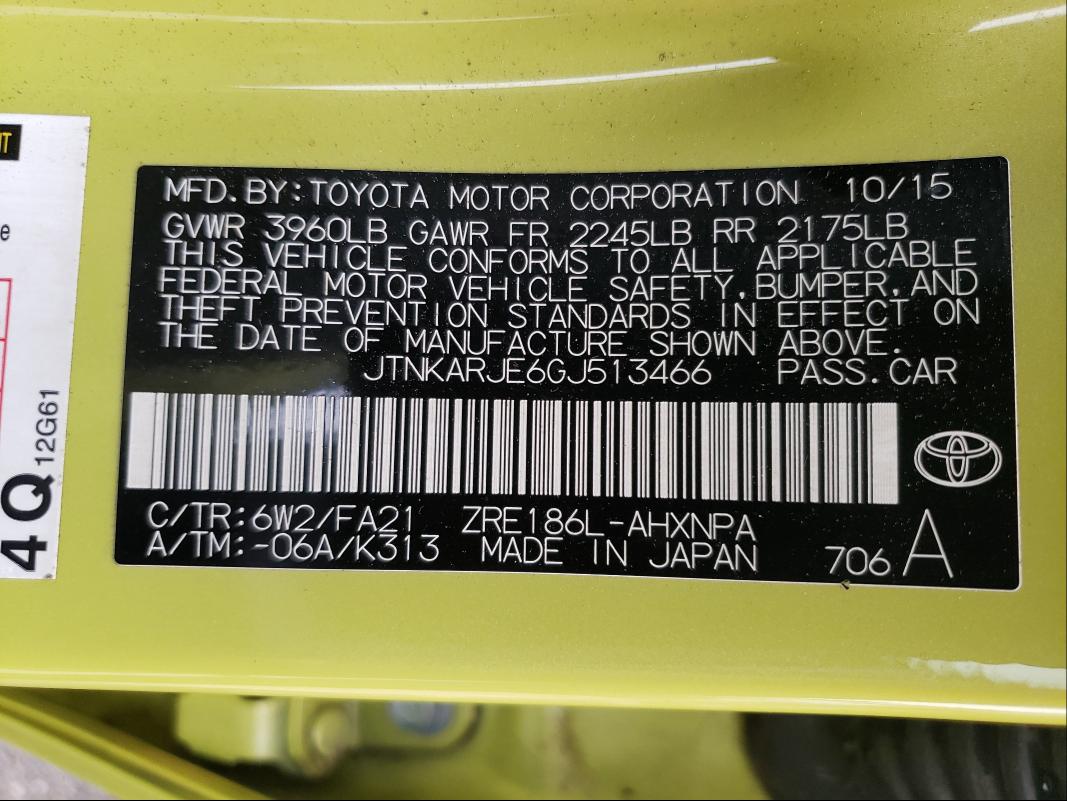 MFD.BY:TOYOTA MOTOR CORPORATION 10/15
GVWR 3960LB GAWR FR 2245LB RR 2175LB
THIS VEHICLE CONFORMS TO ALL APPLICABLE
FEDERAL MOTOR VEHICLE SAFETY,BUMPER,AND
THEFT PREVENTION STANDARDS IN EFFECT ON
THE DATE OF MANUFACTURE SHOWN ABOVE.
JTNKARJE6GJ513466 PASS.CAR
C/TR:6W2/FA21 ZRE186L-AHXNPA
A/TM:-06A/K313 MADE IN JAPAN 706 A
4Q 12G61